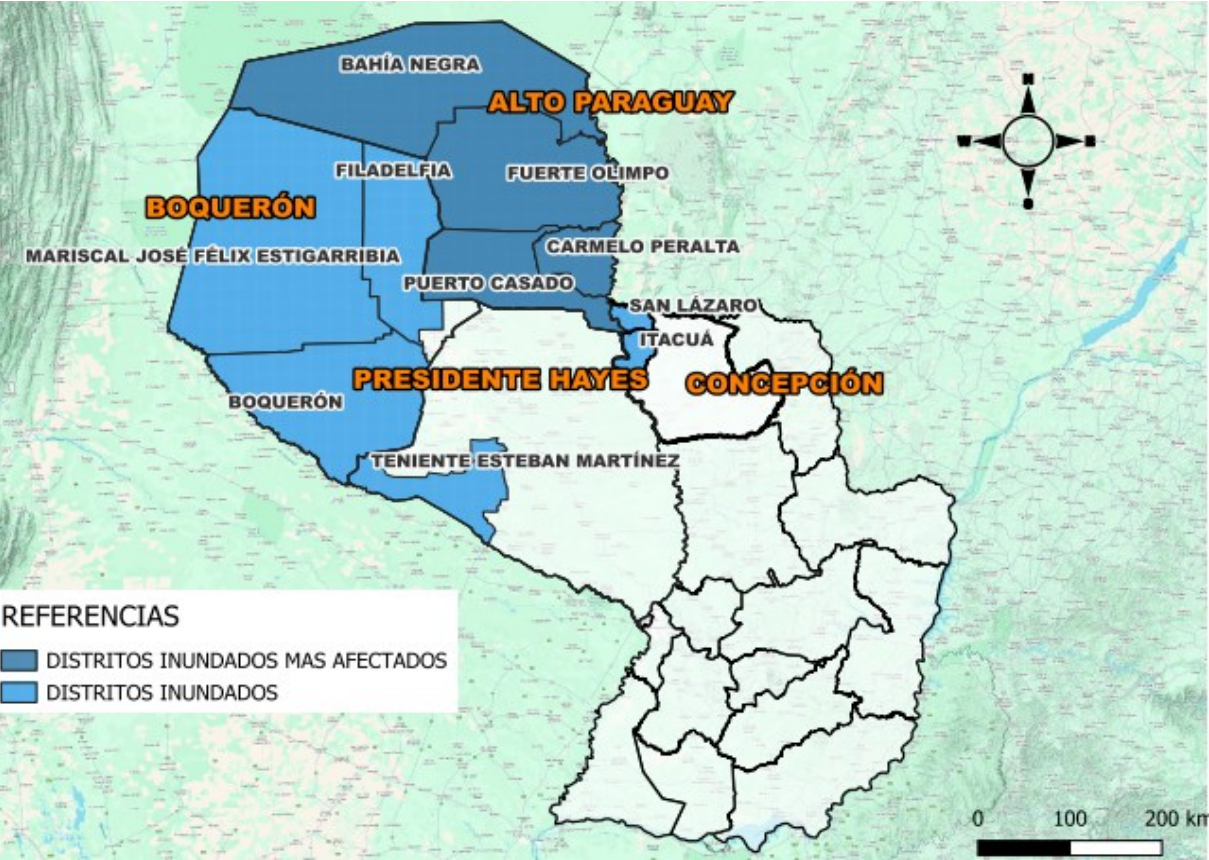 BAHÍA NEGRA
ALTO PARAGUAY
FILADELFIA
FUERTE OLIMPO
BOQUERÓN
MARISCAL JOSÉ FÉLIX ESTIGARRIBIA
CARMELO PERALTA
PUERTO CASADO
SAN LÁZARO
ITACUÁ
PRESIDENTE HAYES
CONCEPCIÓN
BOQUERÓN
TENIENTE ESTEBAN MARTÍNEZ
N
W
E
S
REFERENCIAS
DISTRITOS INUNDADOS MAS AFECTADOS
DISTRITOS INUNDADOS
0 100 200 km